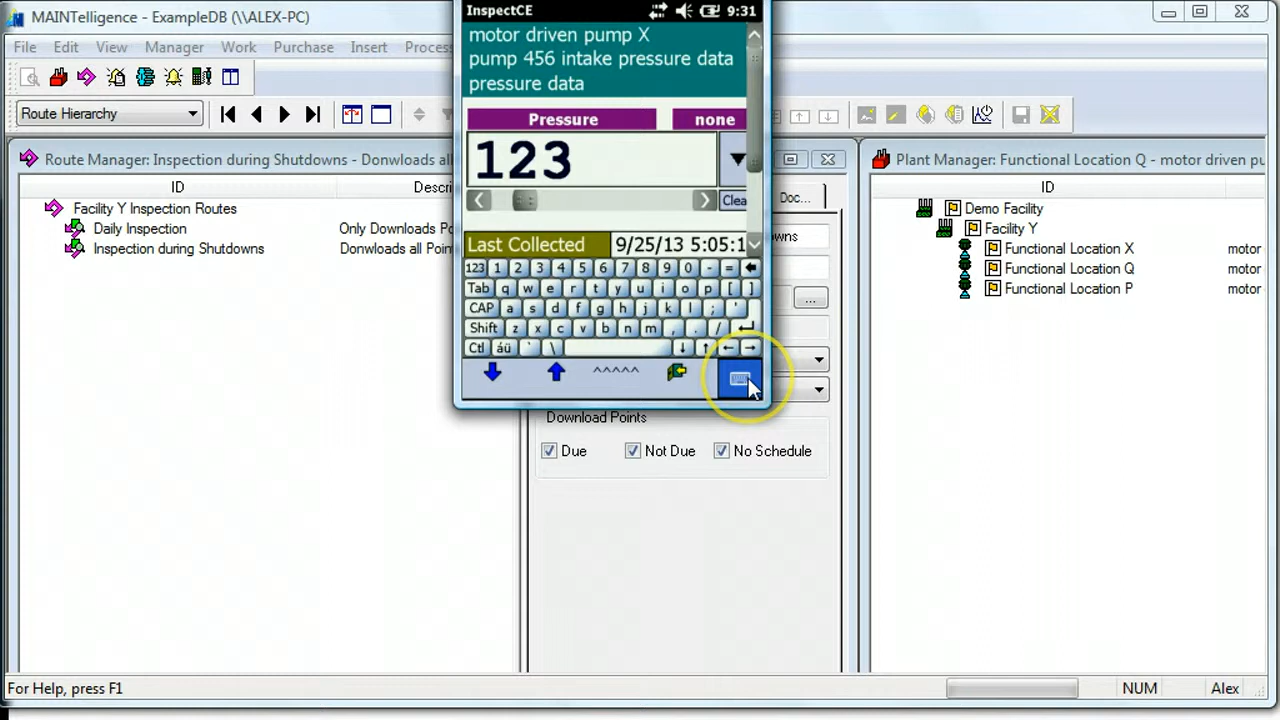 MAINTelligence - ExampleDB (\\ALEX-PC)
File Edit View Manager Work Purchase Insert Process
Route Hierarchy
Route Manager: Inspection during Shutdowns - Donwloads all
ID Descri
Facility Y Inspection Routes
Daily Inspection Only Downloads Po
Inspection during Shutdowns Donwloads all Poin
InspectCE 9:31
motor driven pump X
pump 456 intake pressure data
pressure data
Pressure none
123
Clea
Last Collected 9/25/13 5:05:1
123 1 2 3 4 5 6 7 8 9 0 - =
Tab q w e r t y u i o p [ ]
CAP a s d f g h j k l ; '
Shift z x c v b n m , . /
Ctl áü ` \
^^^^^
Doc...
wns
...
Download Points
Due Not Due No Schedule
Plant Manager: Functional Location Q - motor driven pu
ID
Demo Facility
Facility Y
Functional Location X motor
Functional Location Q motor
Functional Location P motor
For Help, press F1 NUM Alex